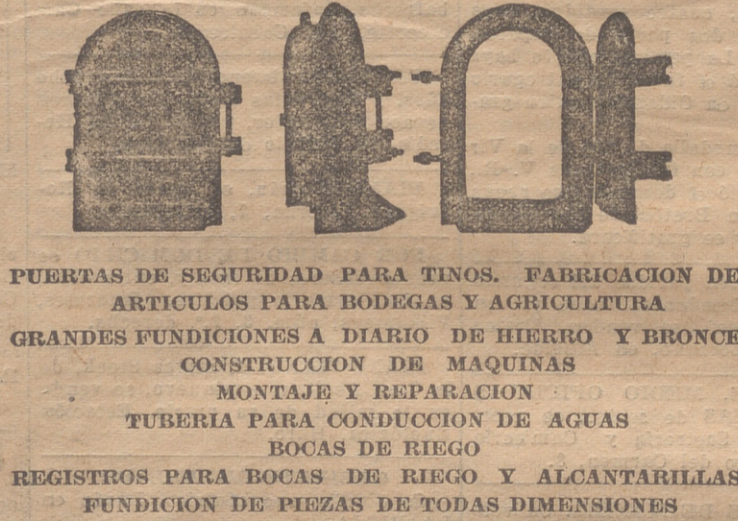 PUERTAS DE SEGURIDAD PARA TINOS. FABRICACION DE
ARTICULOS PARA BODEGAS Y AGRICULTURA
GRANDES FUNDICIONES A DIARIO DE HIERRO Y BRONCE
CONSTRUCCION DE MAQUINAS
MONTAJE Y REPARACION
TUBERIA PARA CONDUCCION DE AGUAS
BOCAS DE RIEGO
REGISTROS PARA BOCAS DE RIEGO Y ALCANTARILLAS
FUNDICION DE PIEZAS DE TODAS DIMENSIONES